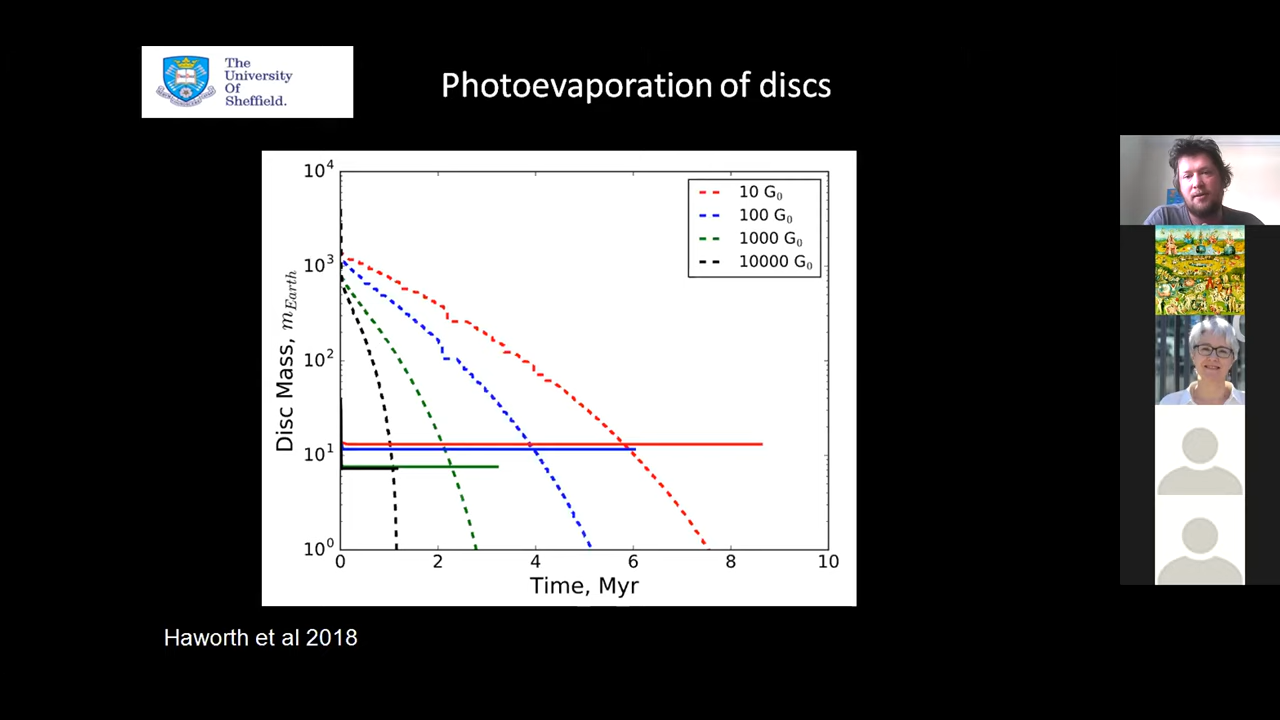 The
University
Of
Sheffield.
Photoevaporation of discs
10⁴
10³
10²
10¹
10⁰
Disc Mass, m_Earth
10 G₀
100 G₀
1000 G₀
10000 G₀
0 2 4 6 8 10
Time, Myr
Haworth et al 2018